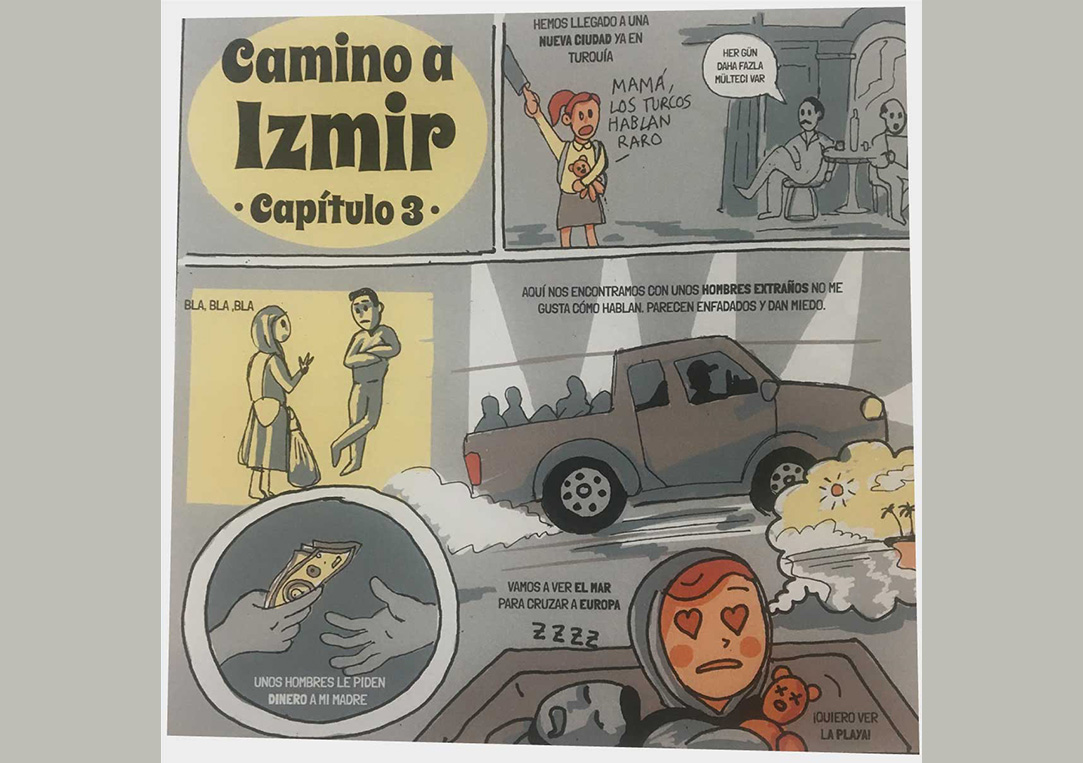 Camino a
Izmir
• Capítulo 3 •
HEMOS LLEGADO A UNA
NUEVA CIUDAD YA EN
TURQUÍA
MAMÁ,
LOS TURCOS
HABLAN
RARO
HER GÜN
DAHA FAZLA
MÜLTECI VAR
BLA, BLA ,BLA
AQUÍ NOS ENCONTRAMOS CON UNOS HOMBRES EXTRAÑOS NO ME
GUSTA CÓMO HABLAN. PARECEN ENFADADOS Y DAN MIEDO.
UNOS HOMBRES LE PIDEN
DINERO A MI MADRE
VAMOS A VER EL MAR
PARA CRUZAR A EUROPA
ZZZZ
¡QUIERO VER
LA PLAYA!